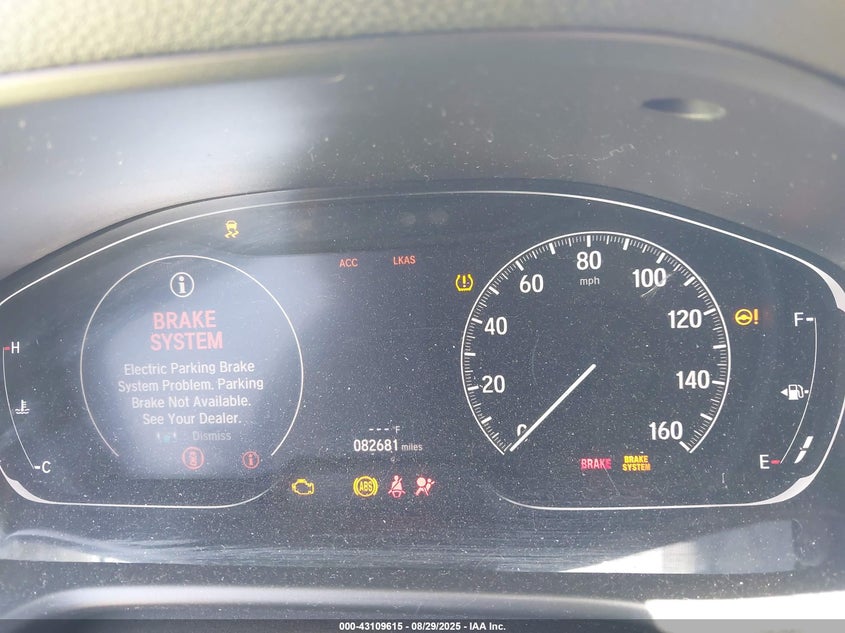 ACC LKAS
BRAKE
SYSTEM
Electric Parking Brake
System Problem. Parking
Brake Not Available.
See Your Dealer.
Dismiss
H
C
--- F
082681 miles
ABS
0
20
40
60
80
100
120
140
160
mph
BRAKE
BRAKE
SYSTEM
F
E
000-43109615 - 08/29/2025 - IAA Inc.